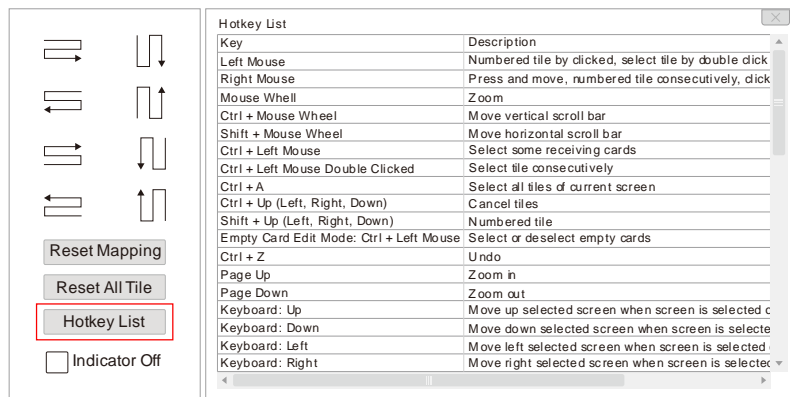 Reset Mapping
Reset All Tile
Hotkey List
Indicator Off
Hotkey List
Key Description
Left Mouse Numbered tile by clicked, select tile by double click
Right Mouse Press and move, numbered tile consecutively, click
Mouse Whell Zoom
Ctrl + Mouse Wheel Move vertical scroll bar
Shift + Mouse Wheel Move horizontal scroll bar
Ctrl + Left Mouse Select some receiving cards
Ctrl + Left Mouse Double Clicked Select tile consecutively
Ctrl + A Select all tiles of current screen
Ctrl + Up (Left, Right, Down) Cancel tiles
Shift + Up (Left, Right, Down) Numbered tile
Empty Card Edit Mode: Ctrl + Left Mouse Select or deselect empty cards
Ctrl + Z Undo
Page Up Zoom in
Page Down Zoom out
Keyboard: Up Move up selected screen when screen is selected
Keyboard: Down Move down selected screen when screen is
Keyboard: Left Move left selected screen when screen is selected
Keyboard: Right Move right selected screen when screen is